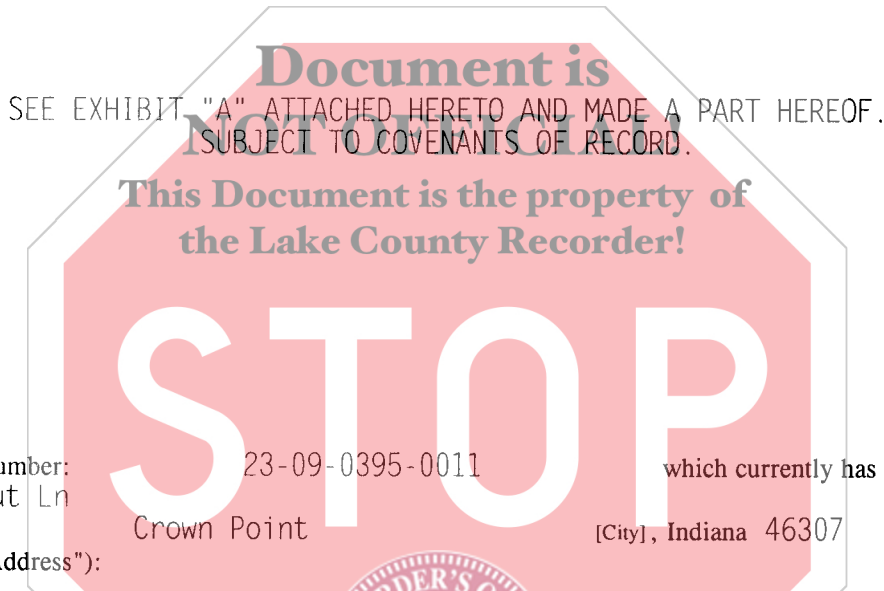 Document is
SEE EXHIBIT "A" ATTACHED HERETO AND MADE A PART HEREOF.
NOT OFFICIAL!
SUBJECT TO COVENANTS OF RECORD.
This Document is the property of
the Lake County Recorder!
STOP
umber: 23-09-0395-0011 which currently has
ut Ln
Crown Point [City], Indiana 46307
ddress"):